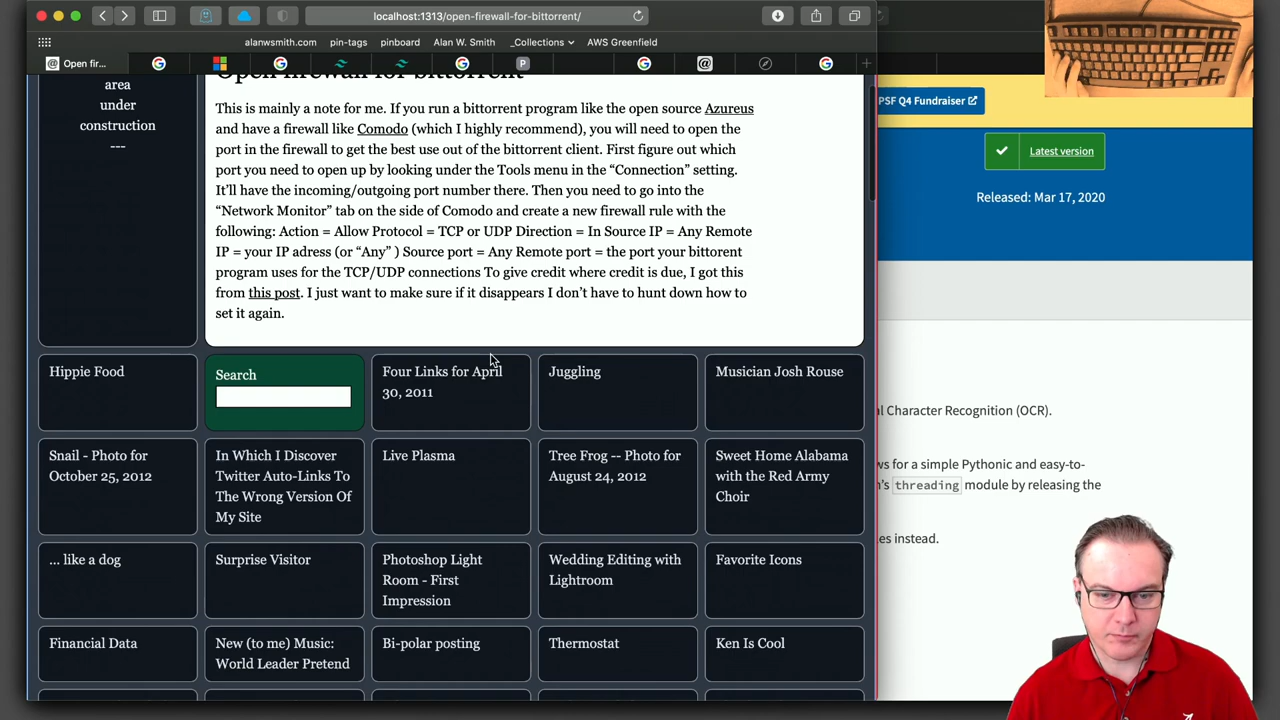 localhost:1313/open-firewall-for-bittorrent/
alanwsmith.com pin-tags pinboard Alan W. Smith _Collections AWS Greenfield
Open fir...
area
under
construction
---
Open firewall for bittorrent
This is mainly a note for me. If you run a bittorrent program like the open source Azureus
and have a firewall like Comodo (which I highly recommend), you will need to open the
port in the firewall to get the best use out of the bittorrent client. First figure out which
port you need to open up by looking under the Tools menu in the “Connection” setting.
It’ll have the incoming/outgoing port number there. Then you need to go into the
“Network Monitor” tab on the side of Comodo and create a new firewall rule with the
following: Action = Allow Protocol = TCP or UDP Direction = In Source IP = Any Remote
IP = your IP adress (or “Any” ) Source port = Any Remote port = the port your bittorent
program uses for the TCP/UDP connections To give credit where credit is due, I got this
from this post. I just want to make sure if it disappears I don’t have to hunt down how to
set it again.
Hippie Food
Search
Four Links for April
30, 2011
Juggling
Musician Josh Rouse
Snail - Photo for
October 25, 2012
In Which I Discover
Twitter Auto-Links To
The Wrong Version Of
My Site
Live Plasma
Tree Frog -- Photo for
August 24, 2012
Sweet Home Alabama
with the Red Army
Choir
... like a dog
Surprise Visitor
Photoshop Light
Room - First
Impression
Wedding Editing with
Lightroom
Favorite Icons
Financial Data
New (to me) Music:
World Leader Pretend
Bi-polar posting
Thermostat
Ken Is Cool
PSF Q4 Fundraiser
Latest version
Released: Mar 17, 2020
al Character Recognition (OCR).
ws for a simple Pythonic and easy-to-
n’s threading module by releasing the
es instead.